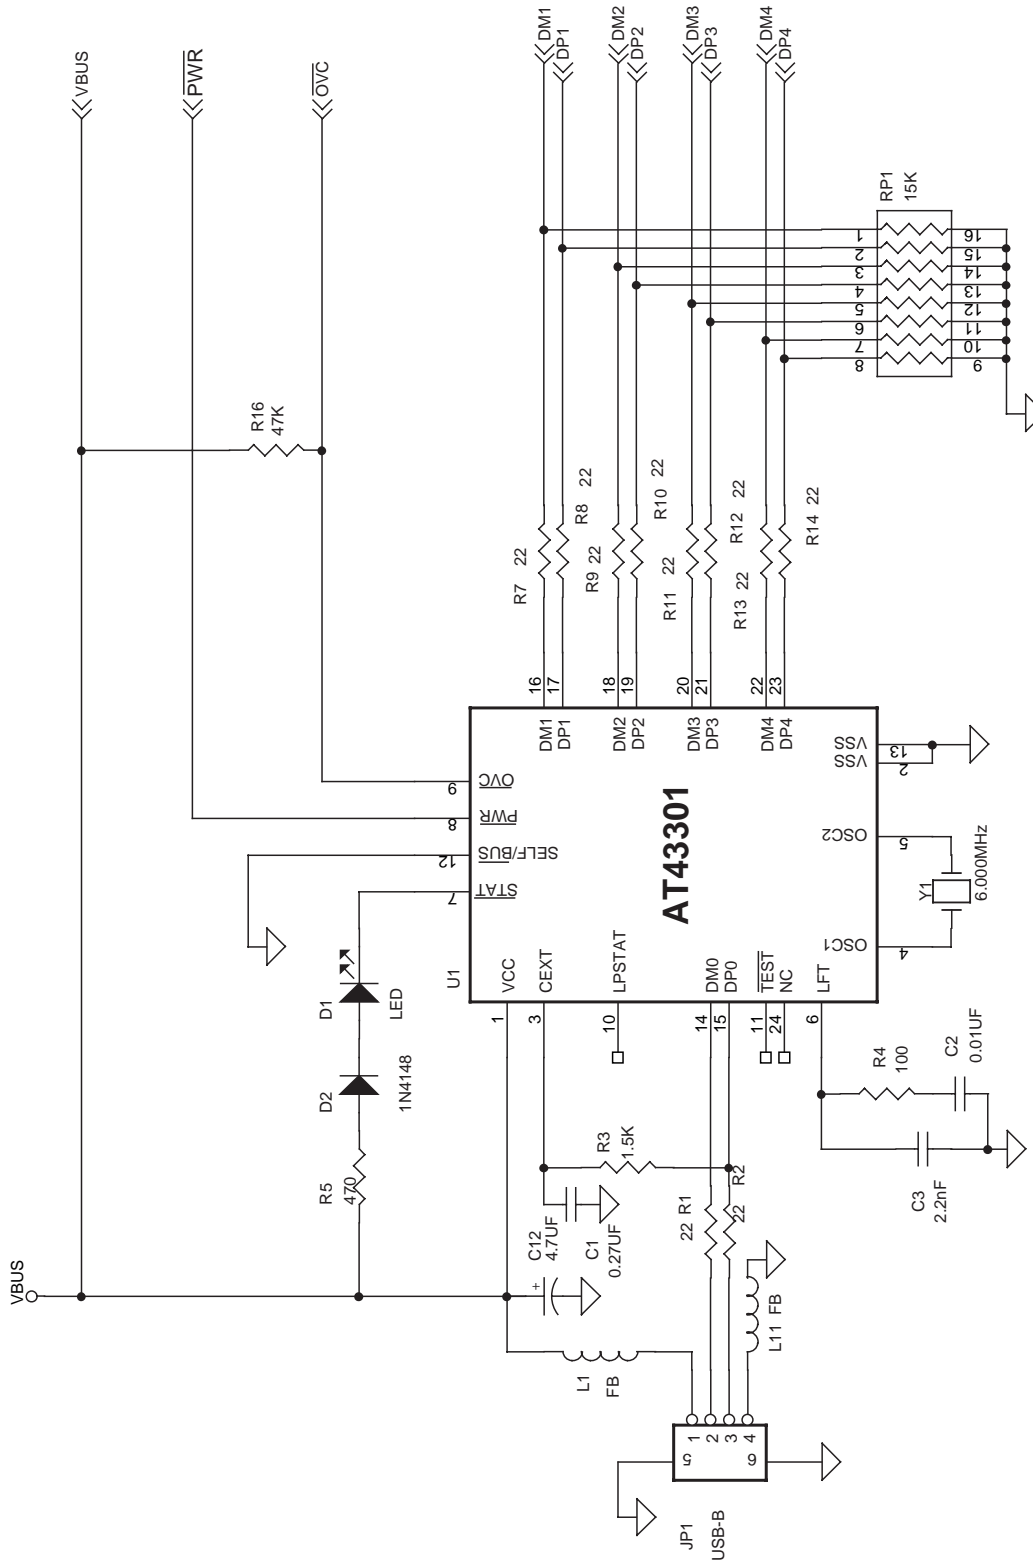 VBUS
VBUS
PWR
OVC
R16
47K
DM1
DP1
DM2
DP2
DM3
DP3
DM4
DP4
R5
470
D2
1N4148
D1
LED
U1
AT43301
7
STAT
12
SELF/BUS
8
PWR
9
OVC
1
VCC
3
CEXT
10
LPSTAT
14
DM0
15
DP0
11
TEST
24
NC
6
LFT
4
OSC1
5
OSC2
2
VSS
13
VSS
16
DM1
17
DP1
18
DM2
19
DP2
20
DM3
21
DP3
22
DM4
23
DP4
R7
22
R8
22
R9
22
R10
22
R11
22
R12
22
R13
22
R14
22
RP1
15K
1
2
3
4
5
6
7
8
16
15
14
13
12
11
10
9
L1
FB
+
C12
4.7UF
C1
0.27UF
R3
1.5K
22
R1
22
R2
L11
FB
JP1
USB-B
1
2
3
4
5
6
C3
2.2nF
R4
100
C2
0.01UF
Y1
6.000MHz